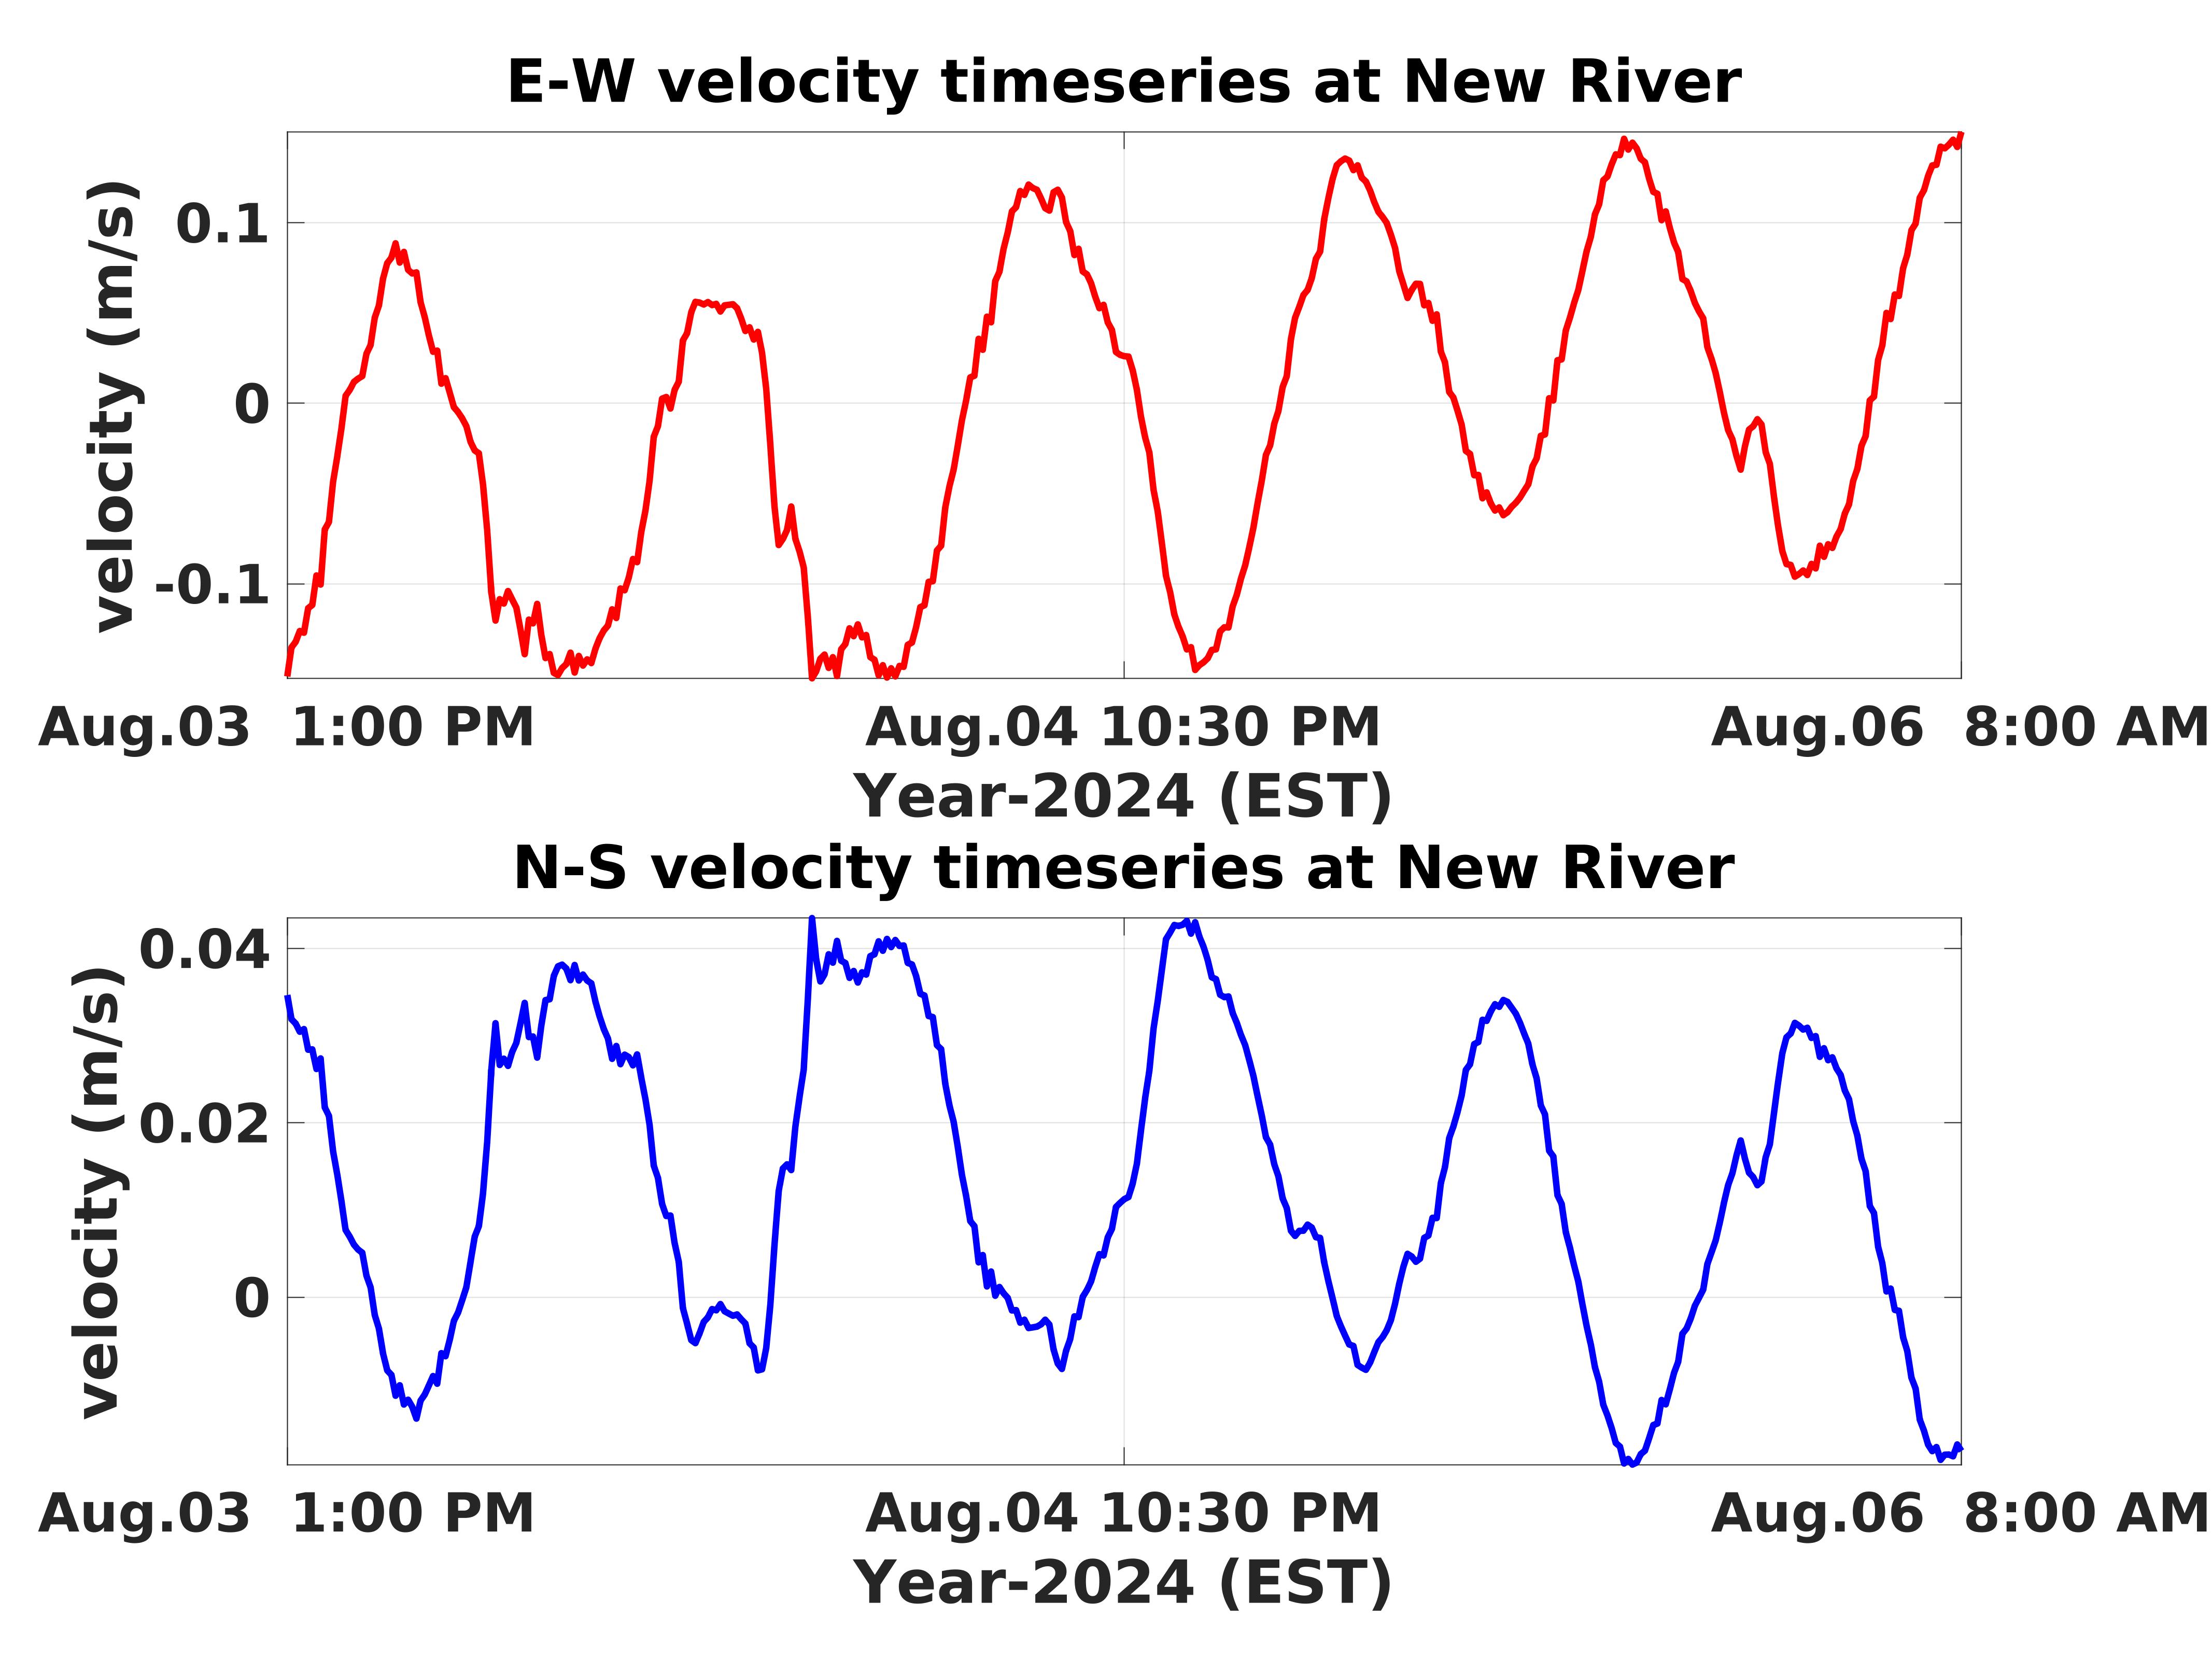 E-W velocity timeseries at New River
velocity (m/s)
0.1
0
-0.1
Aug.03 1:00 PM Aug.04 10:30 PM Aug.06 8:00 AM
Year-2024 (EST)
N-S velocity timeseries at New River
velocity (m/s)
0.04
0.02
0
Aug.03 1:00 PM Aug.04 10:30 PM Aug.06 8:00 AM
Year-2024 (EST)